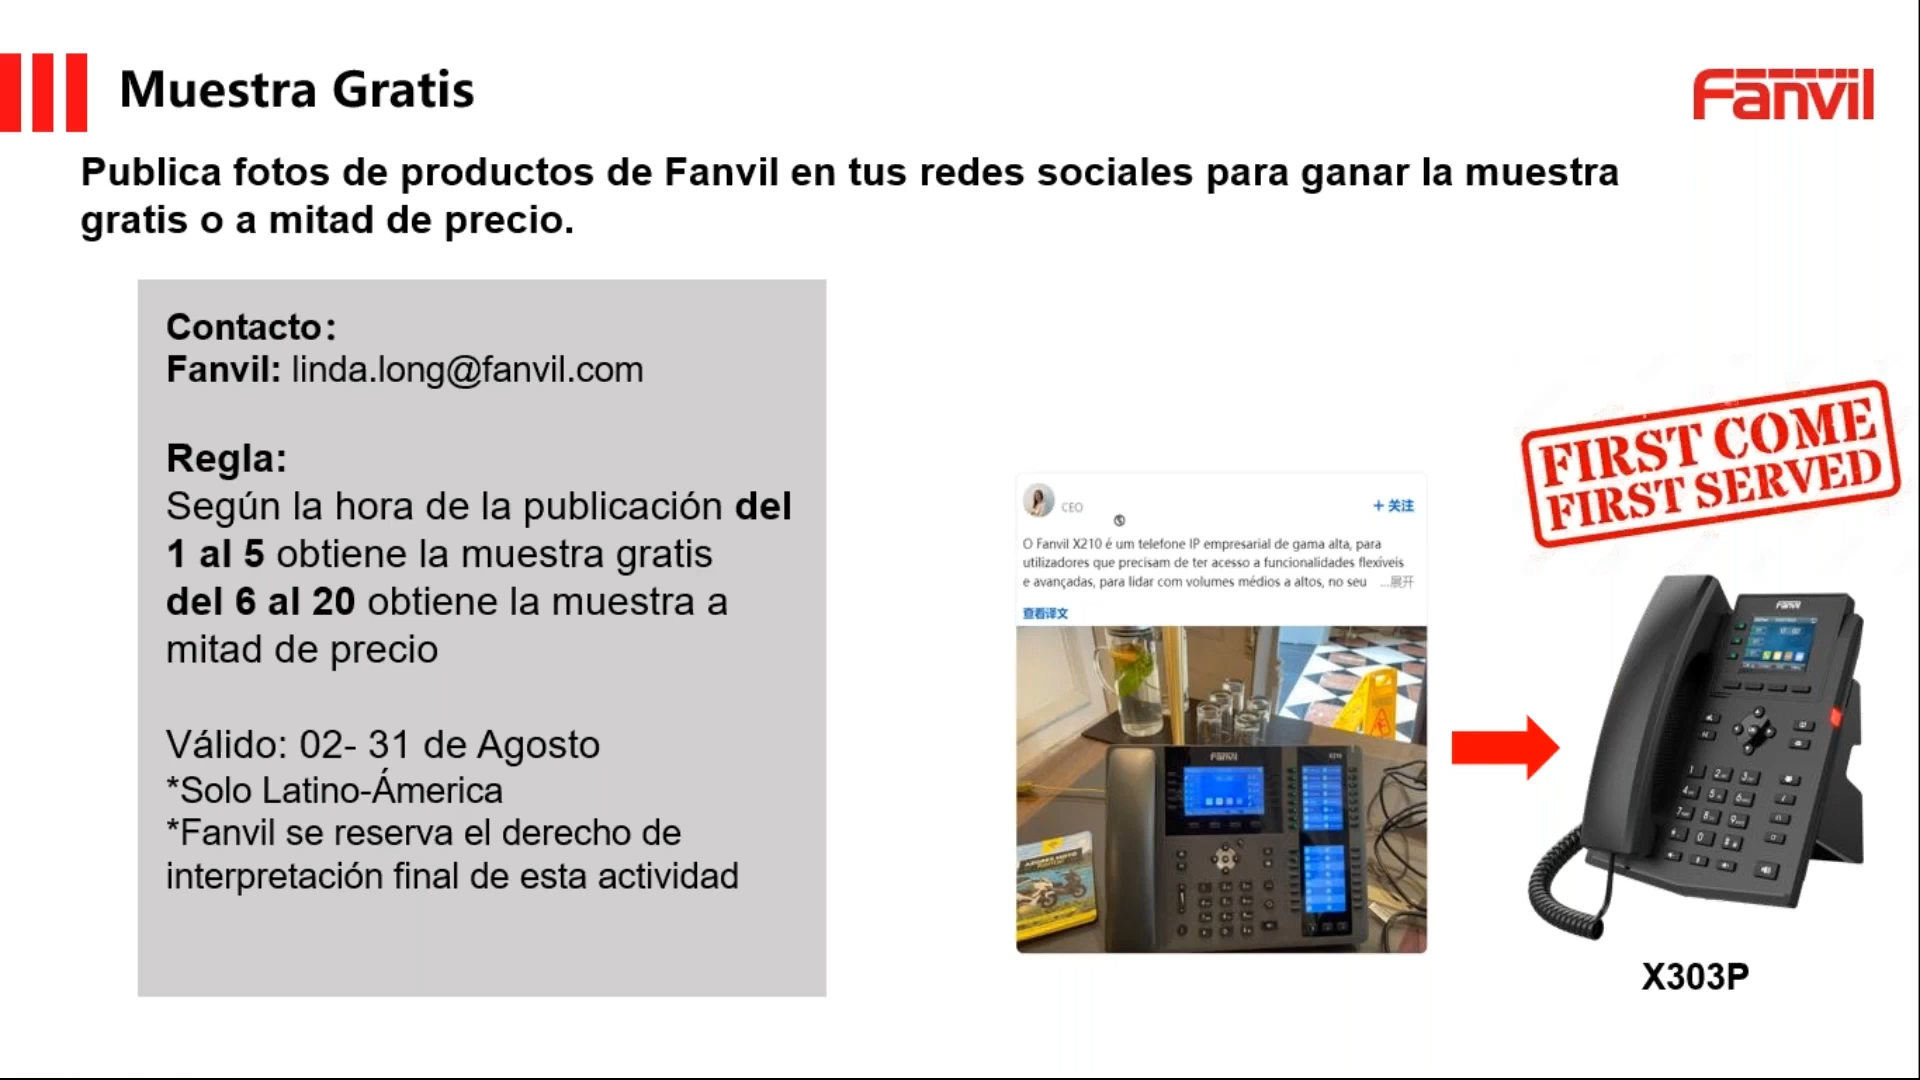 Muestra Gratis
Fanvil
Publica fotos de productos de Fanvil en tus redes sociales para ganar la muestra
gratis o a mitad de precio.
Contacto:
Fanvil: linda.long@fanvil.com
Regla:
Según la hora de la publicación del
1 al 5 obtiene la muestra gratis
del 6 al 20 obtiene la muestra a
mitad de precio
Válido: 02- 31 de Agosto
*Solo Latino-Ámerica
*Fanvil se reserva el derecho de
interpretación final de esta actividad
CEO
+ 关注
O Fanvil X210 é um telefone IP empresarial de gama alta, para
utilizadores que precisam de ter acesso a funcionalidades flexíveis
e avançadas, para lidar com volumes médios a altos, no seu ...展开
查看译文
Fanvil
X210
FIRST COME
FIRST SERVED
Fanvil
X303P